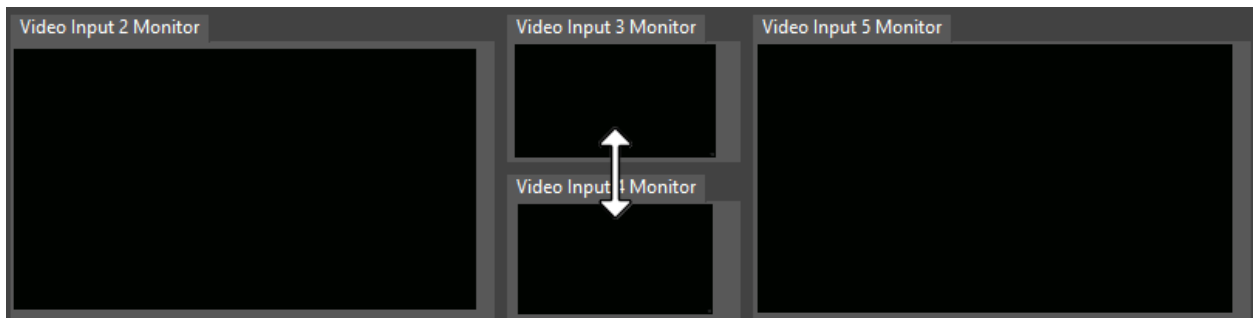 Video Input 2 Monitor
Video Input 3 Monitor
Video Input 5 Monitor
Video Input 4 Monitor